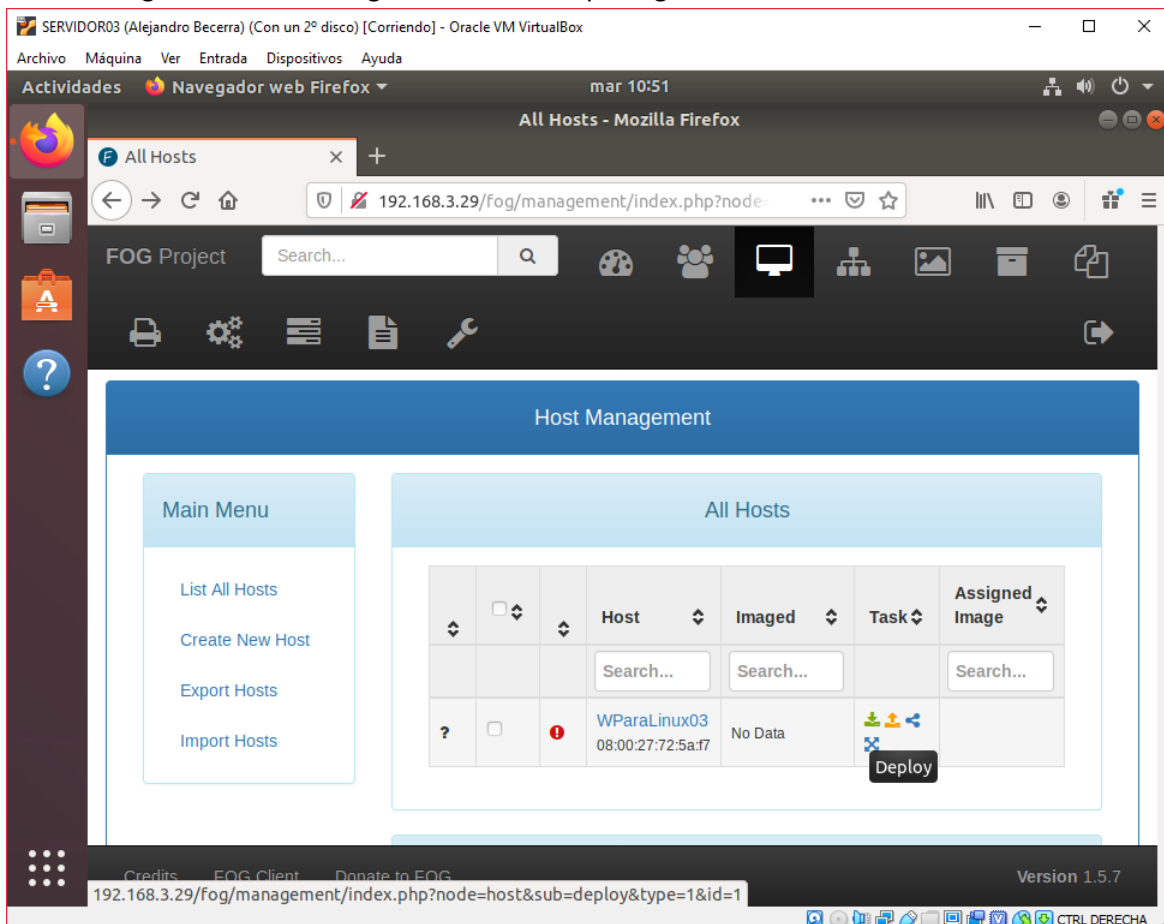 SERVIDOR03 (Alejandro Becerra) (Con un 2º disco) [Corriendo] - Oracle VM VirtualBox
Archivo Máquina Ver Entrada Dispositivos Ayuda
Actividades Navegador web Firefox mar 10:51
All Hosts - Mozilla Firefox
All Hosts
192.168.3.29/fog/management/index.php?node=
FOG Project Search...
Host Management
Main Menu
List All Hosts
Create New Host
Export Hosts
Import Hosts
All Hosts
Host Imaged Task Assigned Image
Search... Search... Search...
? WParaLinux03 No Data
08:00:27:72:5a:f7
Deploy
Credits FOG Client Donate to FOG Version 1.5.7
192.168.3.29/fog/management/index.php?node=host&sub=deploy&type=1&id=1
CTRL DERECHA